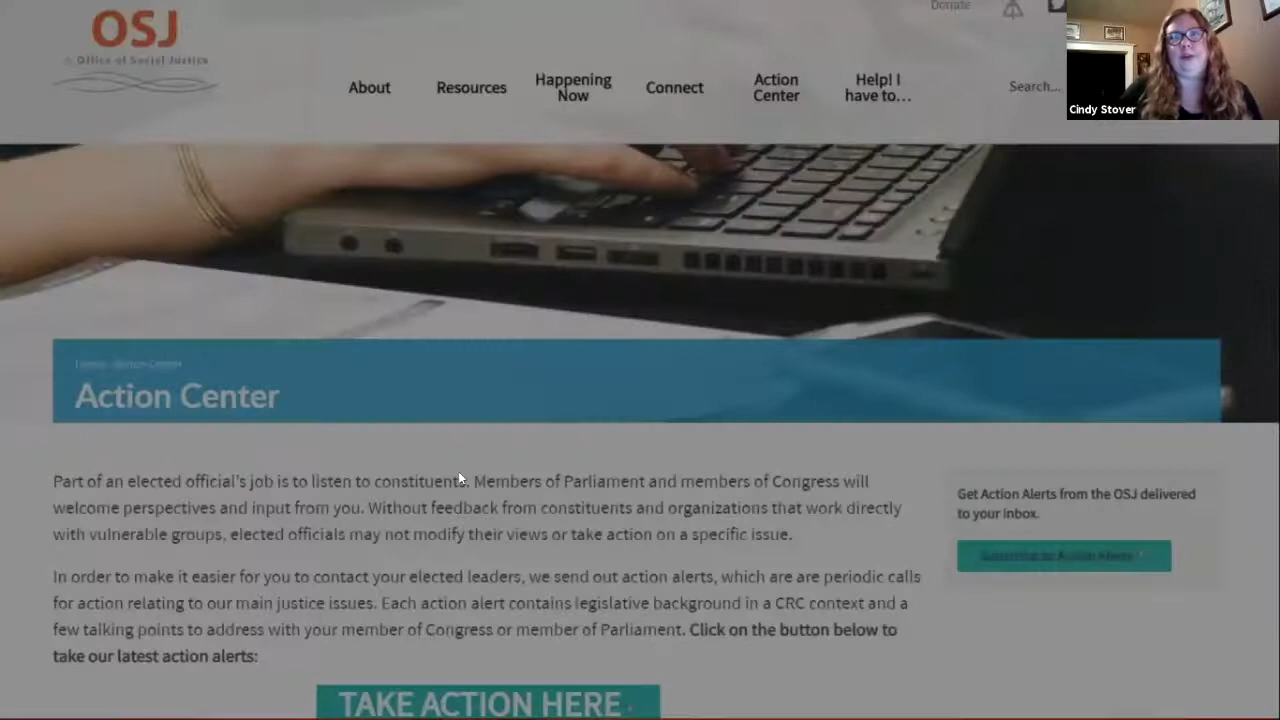 Donate
OSJ
Office of Social Justice
About
Resources
Happening
Now
Connect
Action
Center
Help! I
have to...
Search...
Cindy Stover
Action Center
Part of an elected official's job is to listen to constituents. Members of Parliament and members of Congress will
welcome perspectives and input from you. Without feedback from constituents and organizations that work directly
with vulnerable groups, elected officials may not modify their views or take action on a specific issue.
In order to make it easier for you to contact your elected leaders, we send out action alerts, which are are periodic calls
for action relating to our main justice issues. Each action alert contains legislative background in a CRC context and a
few talking points to address with your member of Congress or member of Parliament. Click on the button below to
take our latest action alerts:
TAKE ACTION HERE
Get Action Alerts from the OSJ delivered
to your inbox.
Subscribe to Action Alerts